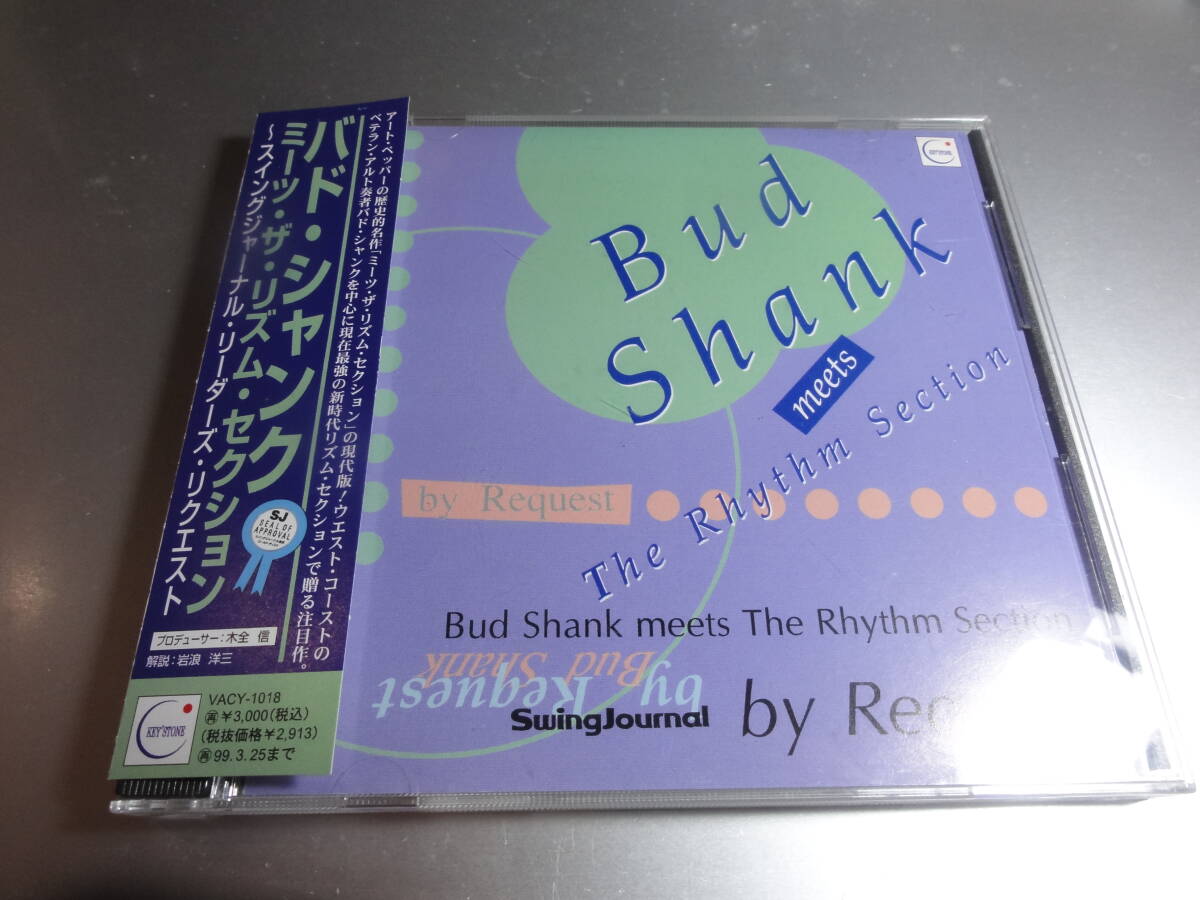 バド・シャンク
ミーツ・ザ・リズム・セクション
～スイングジャーナル・リーダーズ・リクエスト
アート・ペッパーの歴史的名作「ミーツ・ザ・リズム・セクション」の現代版！ウエスト・コーストの
ベテラン・アルト奏者バド・シャンクを中心に現在最強の新時代リズム・セクションで贈る注目作。
SJ
SEAL OF
APPROVAL
プロデューサー：木全 信
解説：岩浪 洋三
KEY'STONE
VACY-1018
再￥3,000(税込)
(税抜価格￥2,913)
再99.3.25まで
KEY'STONE
Bud
Shank
meets
The Rhythm Section
by Request
Bud Shank meets The Rhythm Section
Bud Shank
by Request
SwingJournal
by